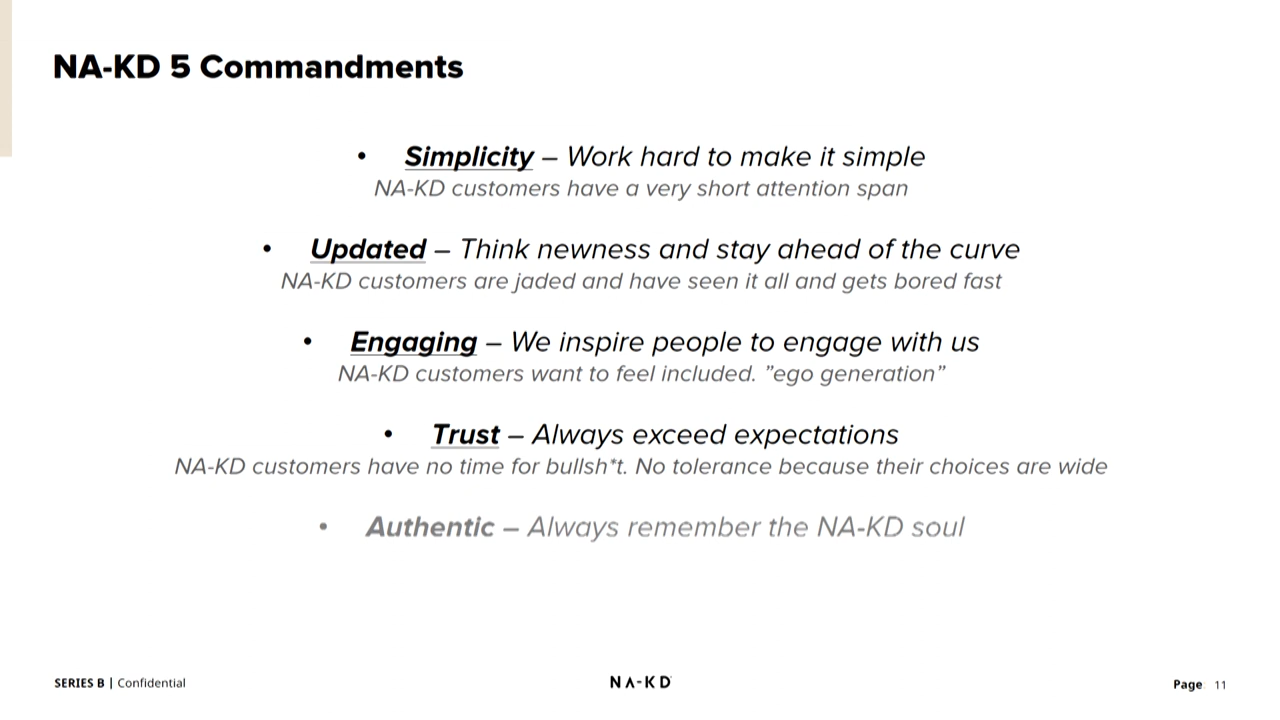 NA-KD 5 Commandments
• Simplicity – Work hard to make it simple
NA-KD customers have a very short attention span
• Updated – Think newness and stay ahead of the curve
NA-KD customers are jaded and have seen it all and gets bored fast
• Engaging – We inspire people to engage with us
NA-KD customers want to feel included. ”ego generation”
• Trust – Always exceed expectations
NA-KD customers have no time for bullsh*t. No tolerance because their choices are wide
• Authentic – Always remember the NA-KD soul
SERIES B | Confidential
NA-KD
Page 11